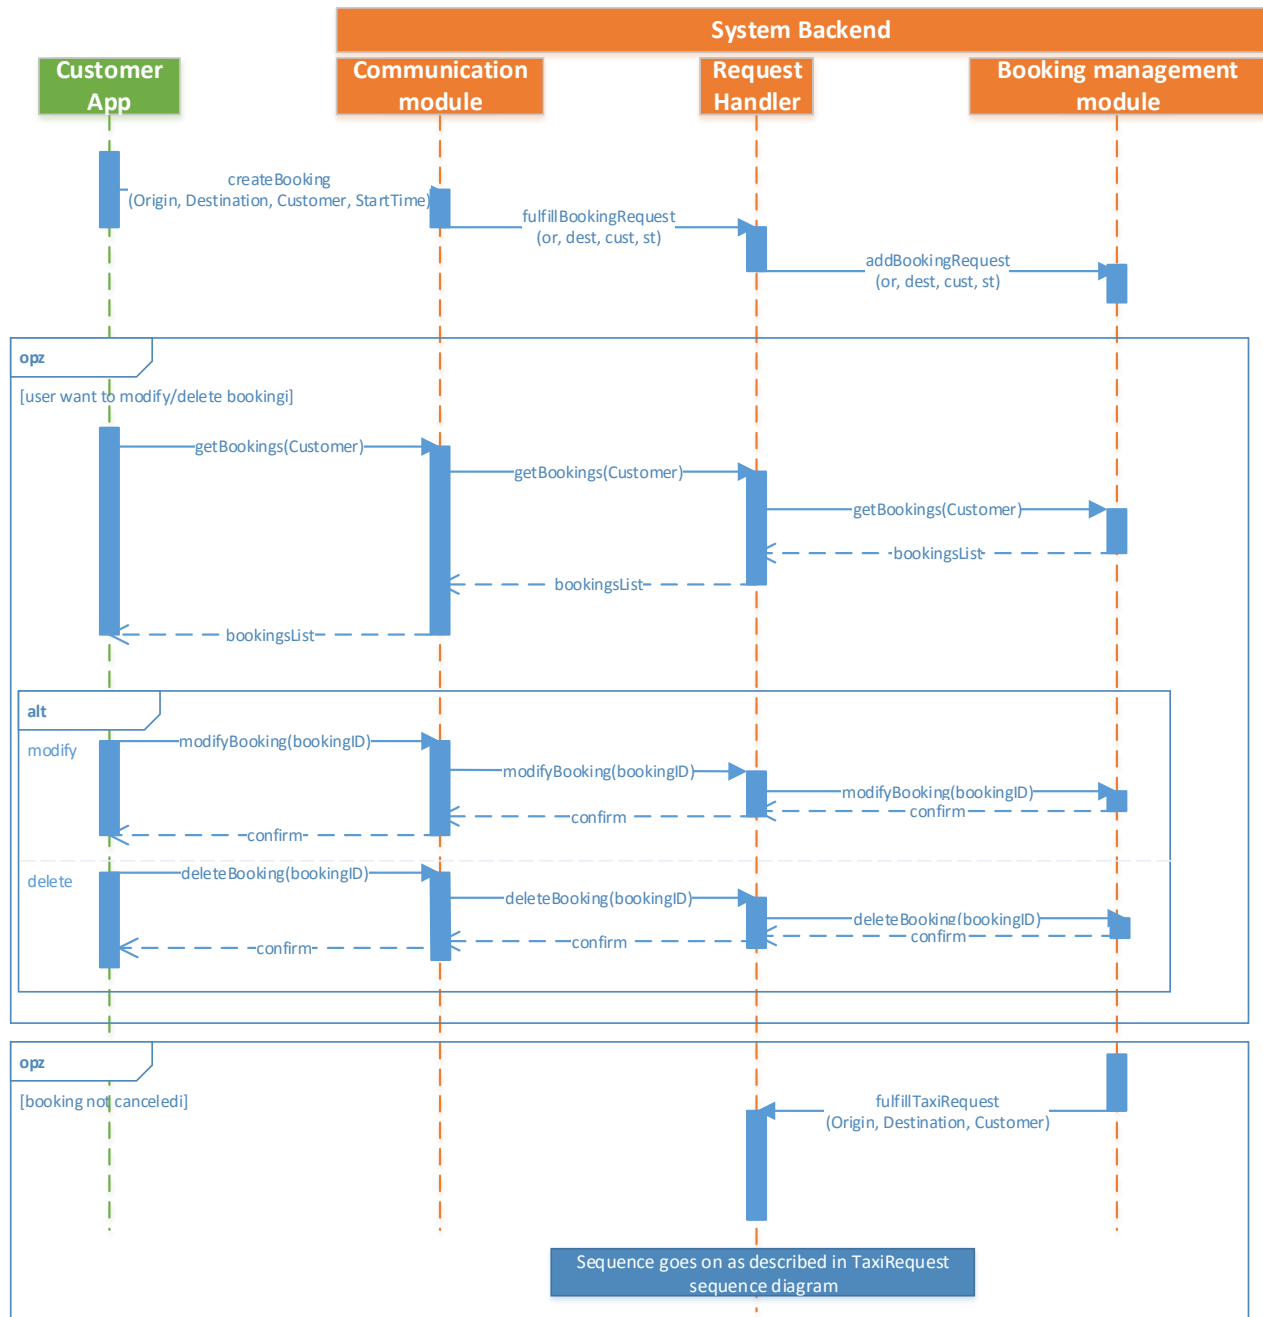 System Backend
Customer
App
Communication
module
Request
Handler
Booking management
module
createBooking
(Origin, Destination, Customer, StartTime)
fulfillBookingRequest
(or, dest, cust, st)
addBookingRequest
(or, dest, cust, st)
opz
[user want to modify/delete bookingi]
getBookings(Customer)
getBookings(Customer)
getBookings(Customer)
bookingsList
bookingsList
bookingsList
alt
modify
modifyBooking(bookingID)
modifyBooking(bookingID)
modifyBooking(bookingID)
confirm
confirm
confirm
delete
deleteBooking(bookingID)
deleteBooking(bookingID)
deleteBooking(bookingID)
confirm
confirm
confirm
opz
[booking not canceledi]
fulfillTaxiRequest
(Origin, Destination, Customer)
Sequence goes on as described in TaxiRequest
sequence diagram